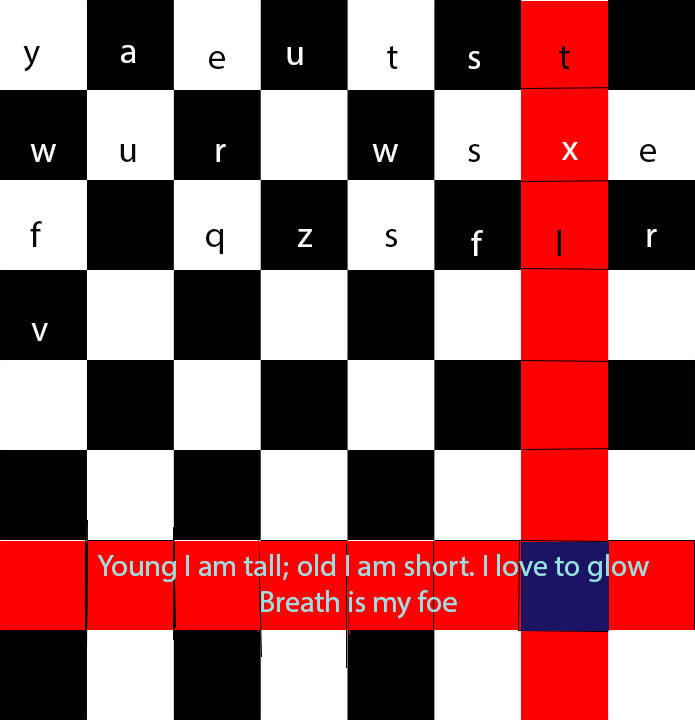 y a e u t s t
w u r w s x e
f q z s f l r
v
Young I am tall; old I am short. I love to glow
Breath is my foe